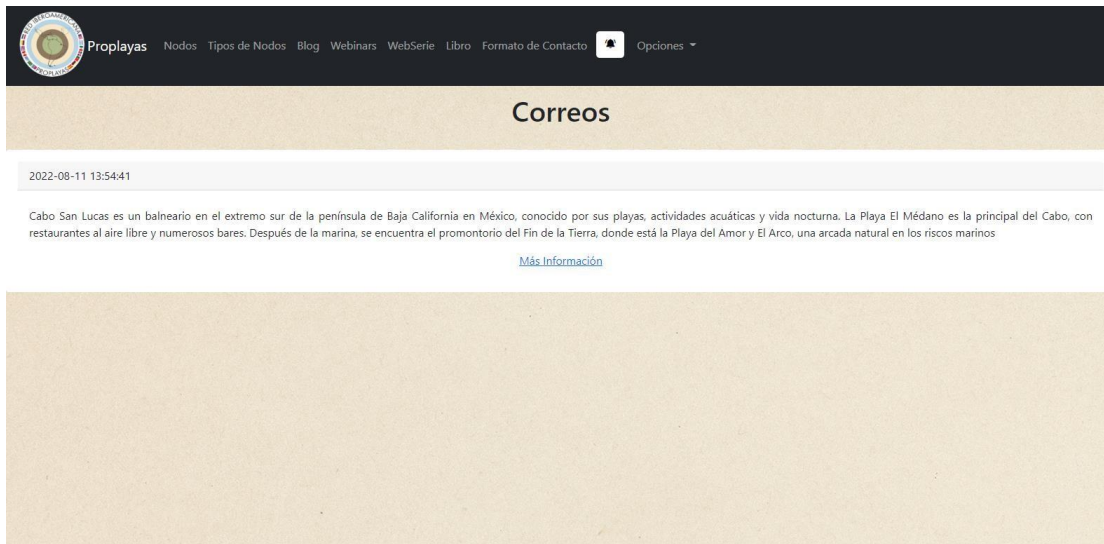 RED IBEROAMERICANA
PROPLAYAS
Proplayas Nodos Tipos de Nodos Blog Webinars WebSerie Libro Formato de Contacto Opciones
Correos
2022-08-11 13:54:41
Cabo San Lucas es un balneario en el extremo sur de la península de Baja California en México, conocido por sus playas, actividades acuáticas y vida nocturna. La Playa El Médano es la principal del Cabo, con
restaurantes al aire libre y numerosos bares. Después de la marina, se encuentra el promontorio del Fin de la Tierra, donde está la Playa del Amor y El Arco, una arcada natural en los riscos marinos
Más Información